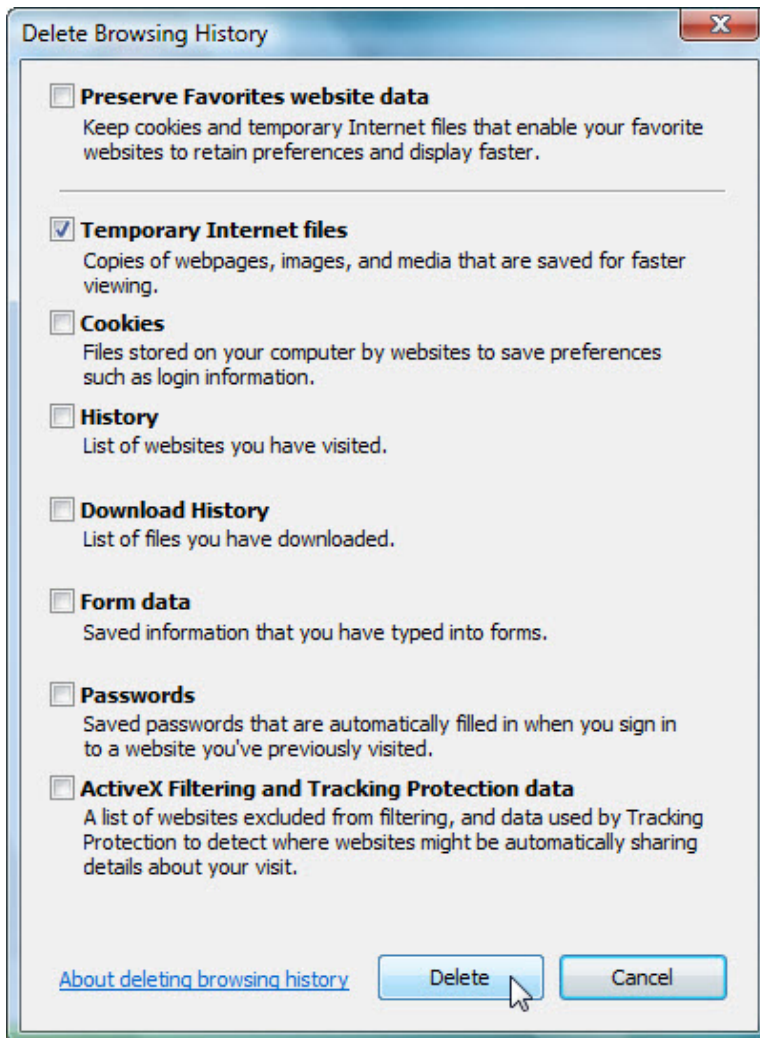 Delete Browsing History
Preserve Favorites website data
Keep cookies and temporary Internet files that enable your favorite
websites to retain preferences and display faster.
Temporary Internet files
Copies of webpages, images, and media that are saved for faster
viewing.
Cookies
Files stored on your computer by websites to save preferences
such as login information.
History
List of websites you have visited.
Download History
List of files you have downloaded.
Form data
Saved information that you have typed into forms.
Passwords
Saved passwords that are automatically filled in when you sign in
to a website you've previously visited.
ActiveX Filtering and Tracking Protection data
A list of websites excluded from filtering, and data used by Tracking
Protection to detect where websites might be automatically sharing
details about your visit.
About deleting browsing history Delete Cancel